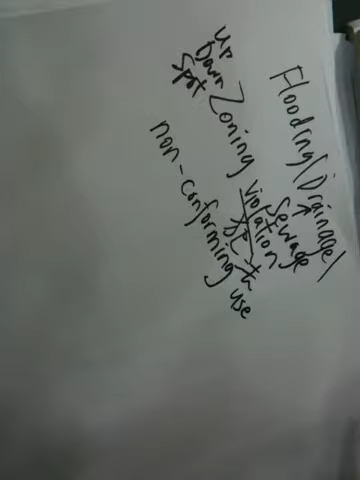 Flooding/Drainage/
Sewage
Up
Down Zoning violation
Spot
non-conforming use